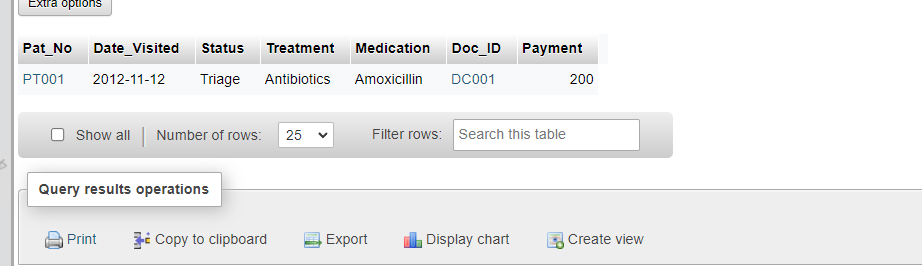 Extra options
Pat_No Date_Visited Status Treatment Medication Doc_ID Payment
PT001 2012-11-12 Triage Antibiotics Amoxicillin DC001 200
Show all Number of rows: 25 Filter rows: Search this table
Query results operations
Print Copy to clipboard Export Display chart Create view